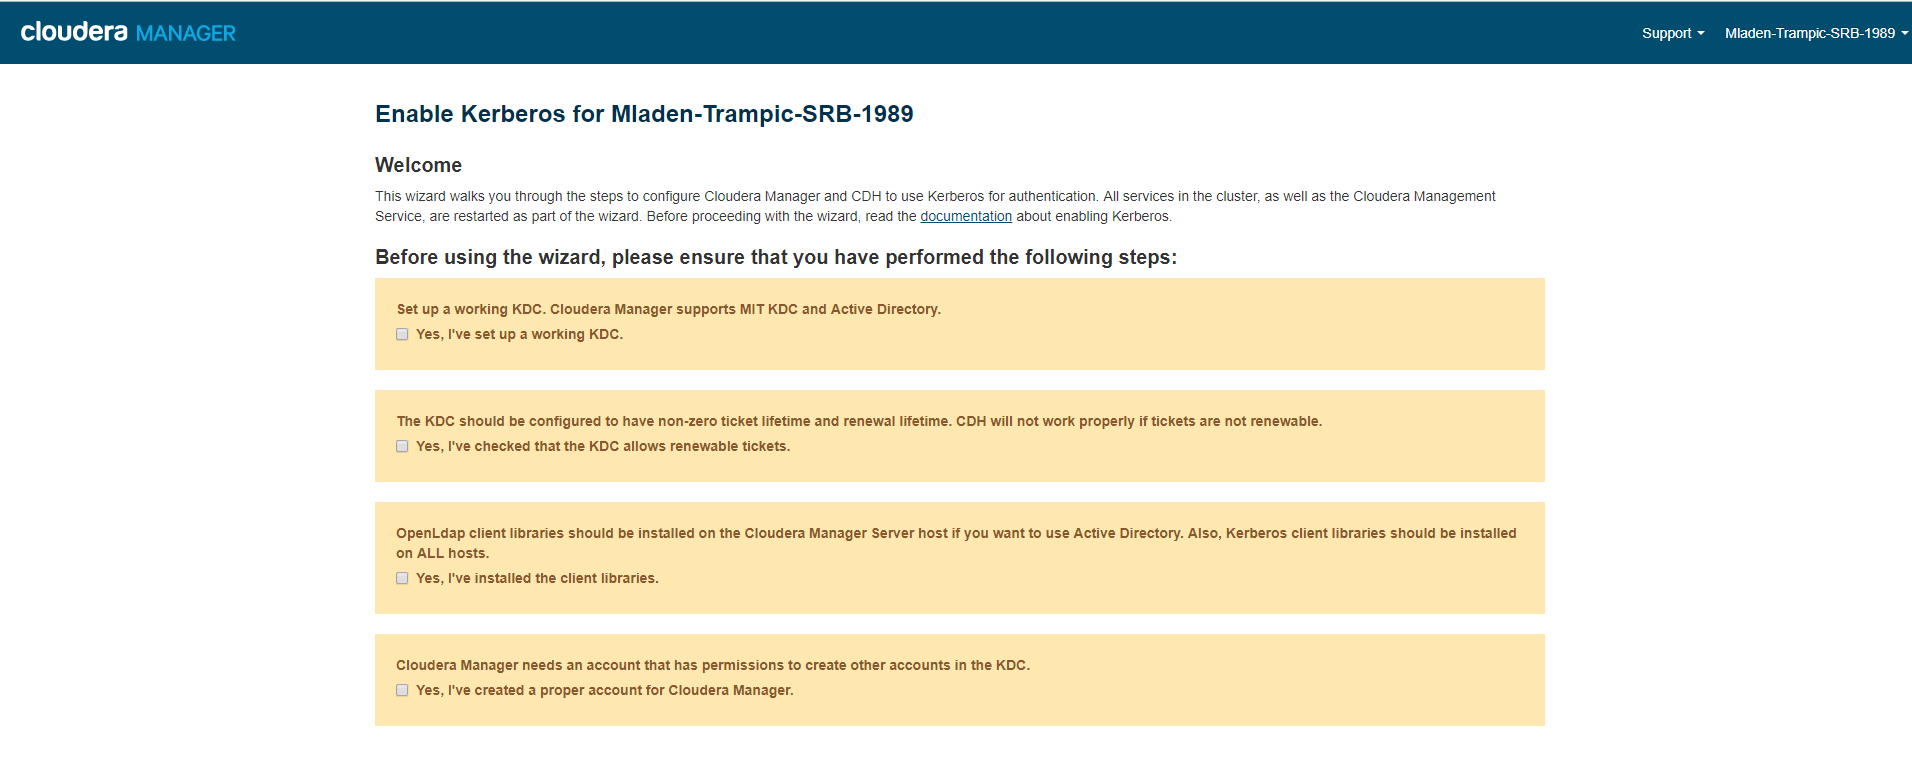 cloudera MANAGER
Support
Mladen-Trampic-SRB-1989
Enable Kerberos for Mladen-Trampic-SRB-1989
Welcome
This wizard walks you through the steps to configure Cloudera Manager and CDH to use Kerberos for authentication. All services in the cluster, as well as the Cloudera Management
Service, are restarted as part of the wizard. Before proceeding with the wizard, read the documentation about enabling Kerberos.
Before using the wizard, please ensure that you have performed the following steps:
Set up a working KDC. Cloudera Manager supports MIT KDC and Active Directory.
Yes, I've set up a working KDC.
The KDC should be configured to have non-zero ticket lifetime and renewal lifetime. CDH will not work properly if tickets are not renewable.
Yes, I've checked that the KDC allows renewable tickets.
OpenLdap client libraries should be installed on the Cloudera Manager Server host if you want to use Active Directory. Also, Kerberos client libraries should be installed
on ALL hosts.
Yes, I've installed the client libraries.
Cloudera Manager needs an account that has permissions to create other accounts in the KDC.
Yes, I've created a proper account for Cloudera Manager.